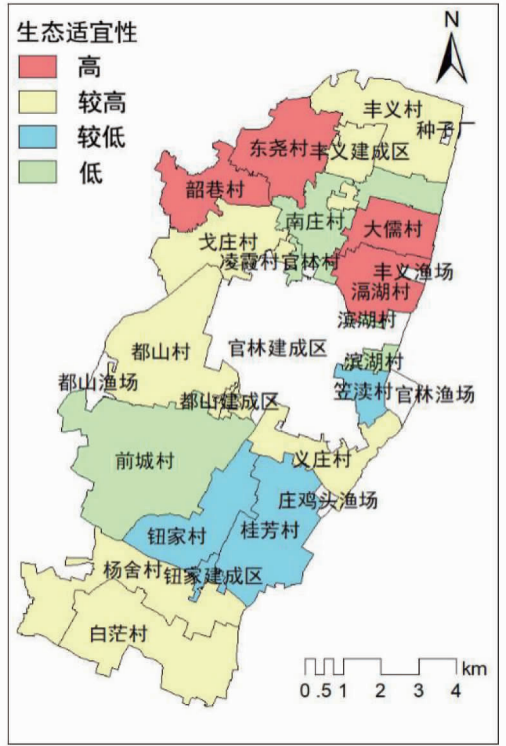 生态适宜性
高
较高
较低
低
N
丰义村
种子厂
东尧村
丰义建成区
韶巷村
南庄村
大儒村
戈庄村
凌霞村
官林村
丰义渔场
滆湖村
滨湖村
官林建成区
都山村
滨湖村
都山渔场
笠渎村
官林渔场
都山建成区
前城村
义庄村
庄鸡头渔场
钮家村
桂芳村
杨舍村
钮家建成区
白茫村
km
0 .5 1 2 3 4